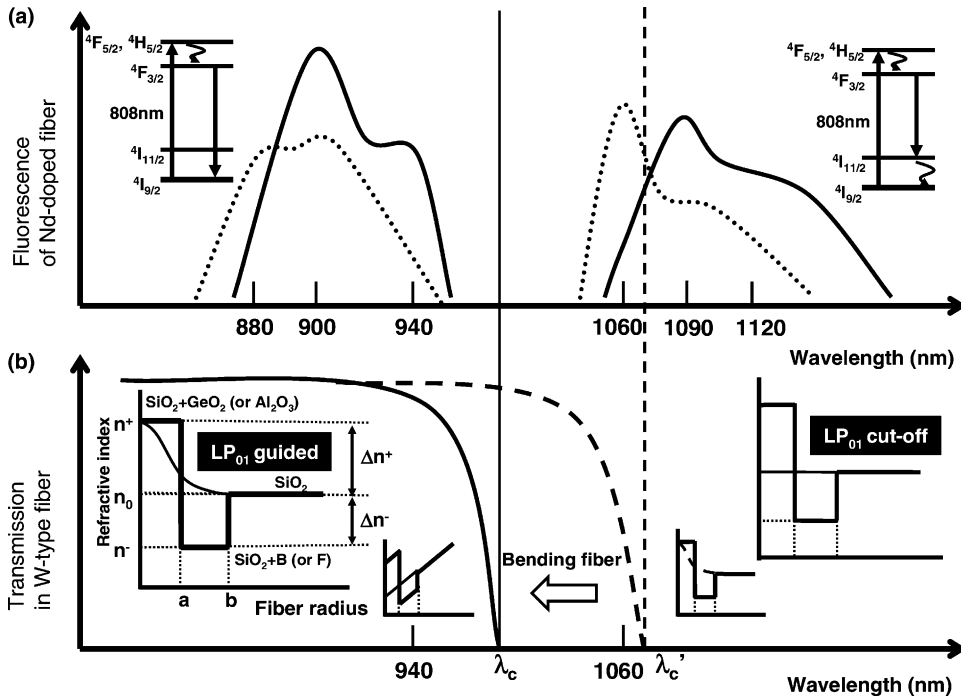 (a)
Fluorescence
of Nd-doped fiber
⁴F₅/₂, ⁴H₅/₂
⁴F₃/₂
808nm
⁴I₁₁/₂
⁴I₉/₂
⁴F₅/₂, ⁴H₅/₂
⁴F₃/₂
808nm
⁴I₁₁/₂
⁴I₉/₂
880 900 940 1060 1090 1120
Wavelength (nm)
(b)
Transmission
in W-type fiber
SiO₂+GeO₂ (or Al₂O₃)
Refractive index
n⁺
LP₀₁ guided
Δn⁺
SiO₂
n₀
Δn⁻
n⁻
SiO₂+B (or F)
a b
Fiber radius
Bending fiber
LP₀₁ cut-off
940 λc 1060 λc'
Wavelength (nm)